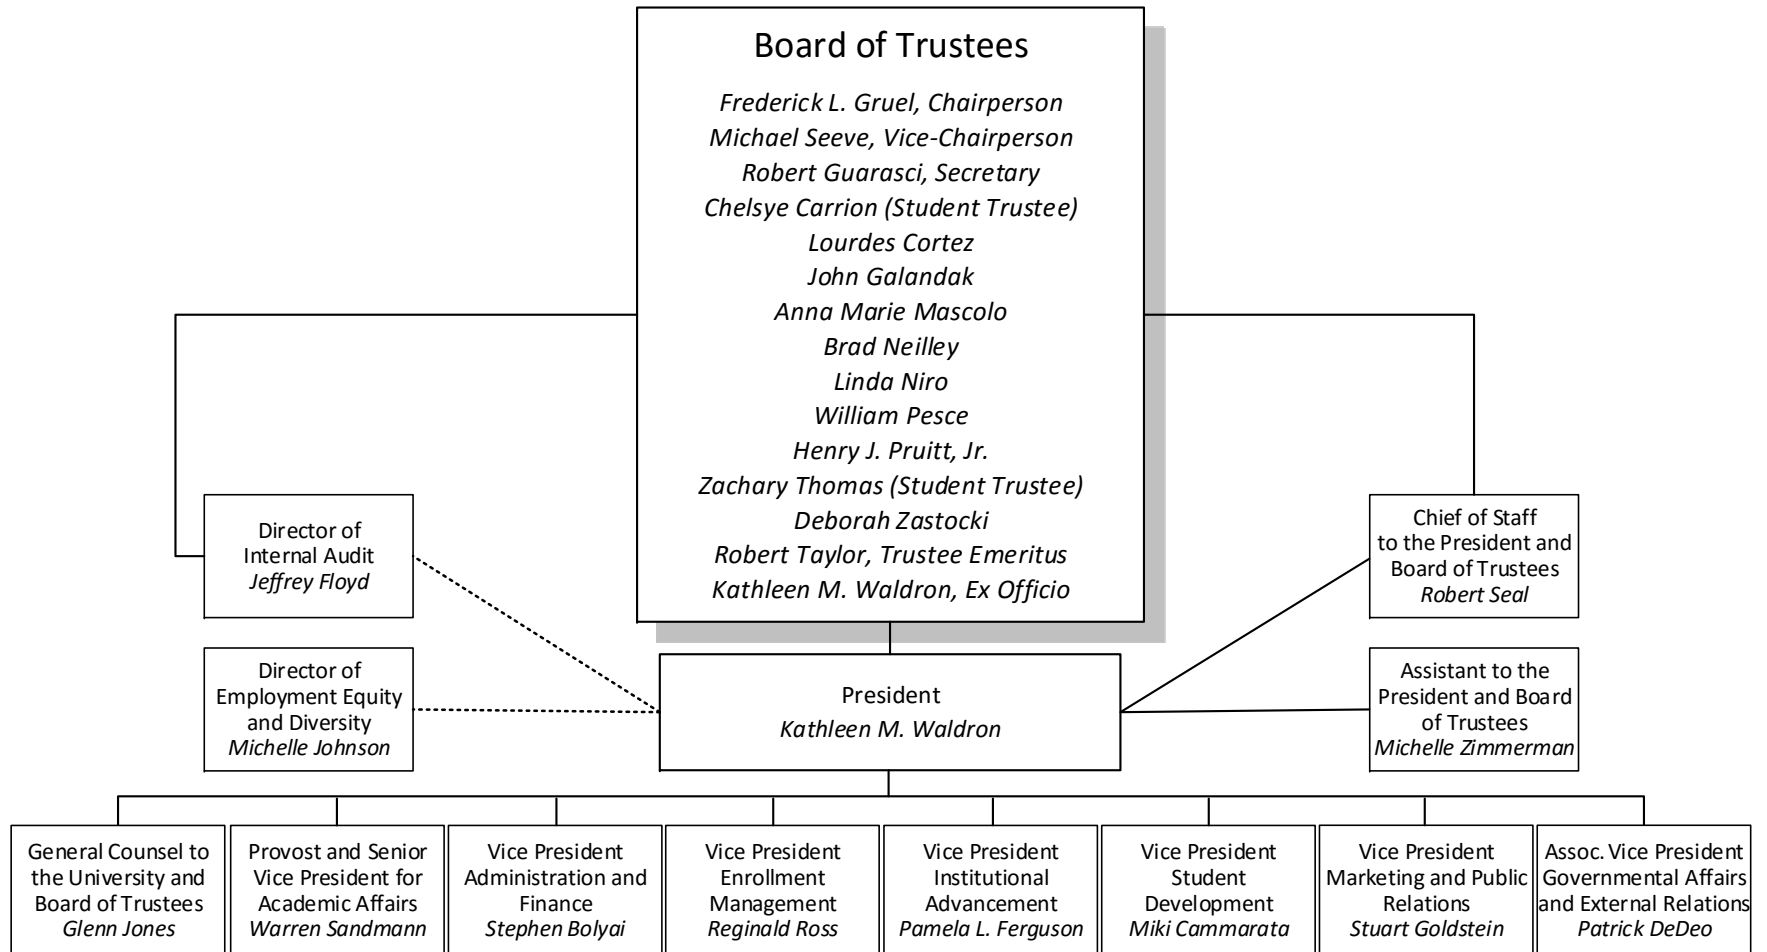 Board of Trustees
Frederick L. Gruel, Chairperson
Michael Seeve, Vice-Chairperson
Robert Guarasci, Secretary
Chelsye Carrion (Student Trustee)
Lourdes Cortez
John Galandak
Anna Marie Mascolo
Brad Neilley
Linda Niro
William Pesce
Henry J. Pruitt, Jr.
Zachary Thomas (Student Trustee)
Deborah Zastocki
Robert Taylor, Trustee Emeritus
Kathleen M. Waldron, Ex Officio
Director of
Internal Audit
Jeffrey Floyd
Chief of Staff
to the President and
Board of Trustees
Robert Seal
Director of
Employment Equity
and Diversity
Michelle Johnson
President
Kathleen M. Waldron
Assistant to the
President and Board
of Trustees
Michelle Zimmerman
General Counsel to
the University and
Board of Trustees
Glenn Jones
Provost and Senior
Vice President for
Academic Affairs
Warren Sandmann
Vice President
Administration and
Finance
Stephen Bolyai
Vice President
Enrollment
Management
Reginald Ross
Vice President
Institutional
Advancement
Pamela L. Ferguson
Vice President
Student
Development
Miki Cammarata
Vice President
Marketing and Public
Relations
Stuart Goldstein
Assoc. Vice President
Governmental Affairs
and External Relations
Patrick DeDeo